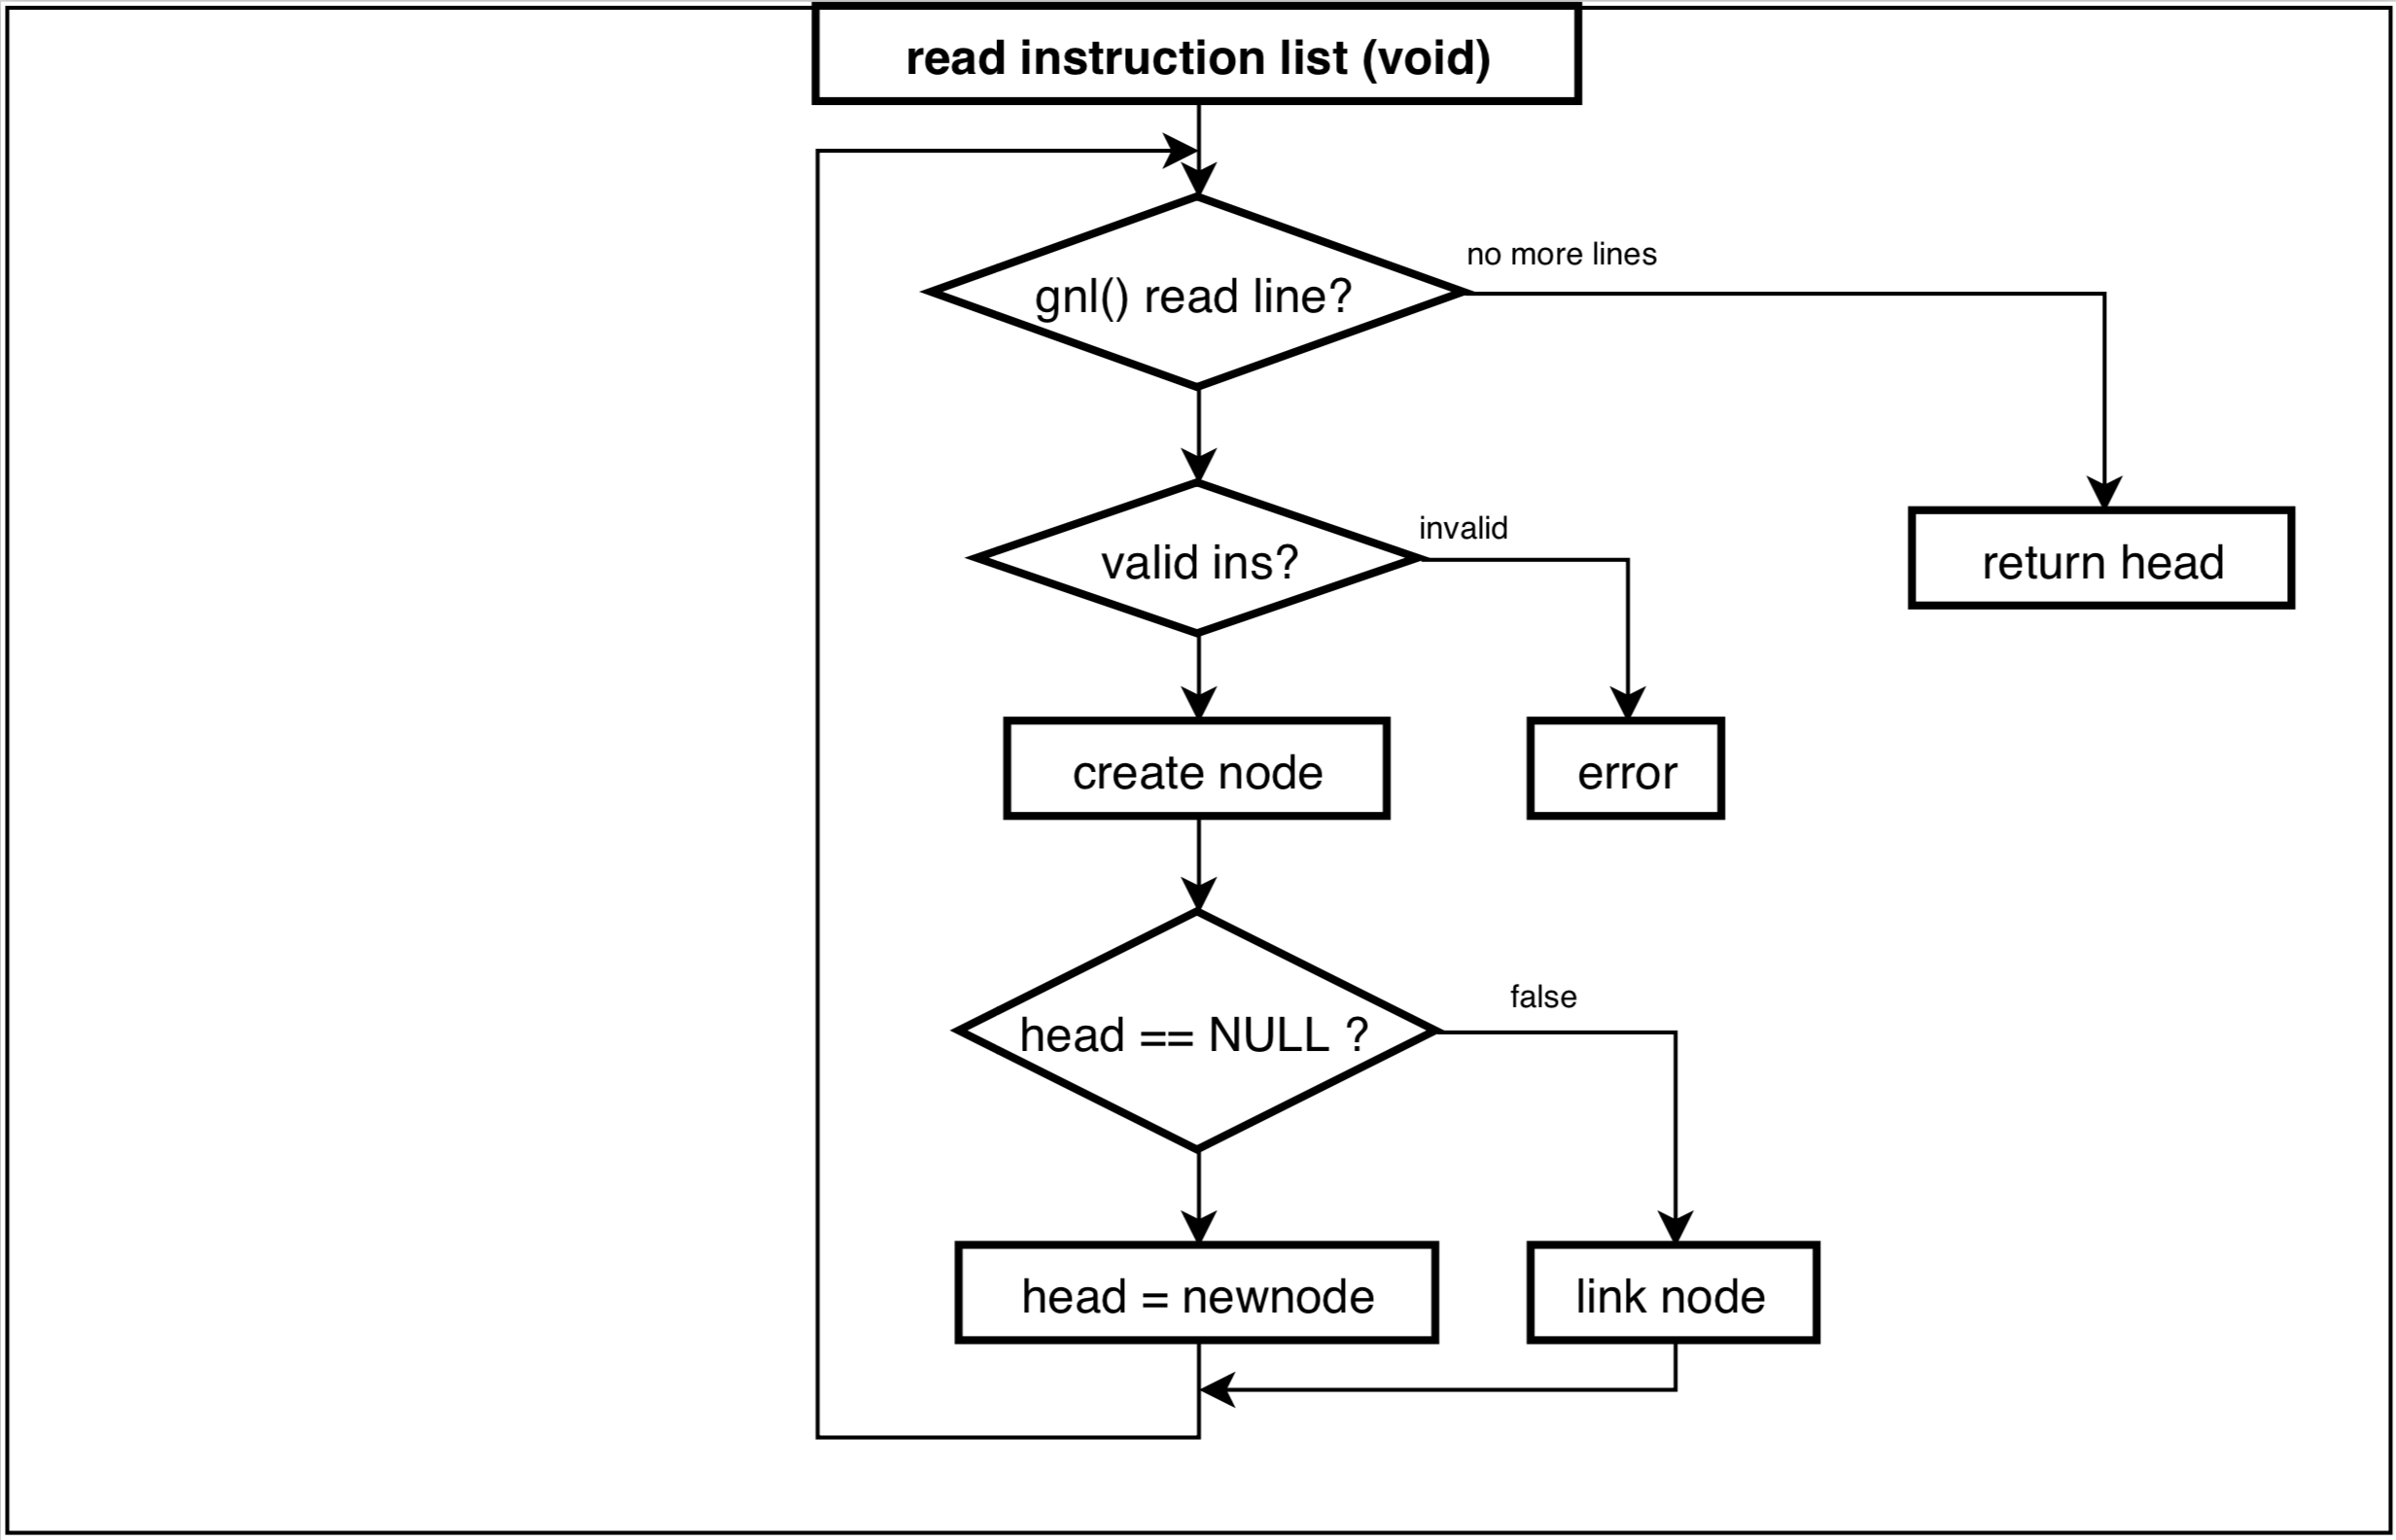 read instruction list (void)
no more lines
gnl() read line?
invalid
valid ins?
return head
create node
error
false
head == NULL ?
head = newnode
link node